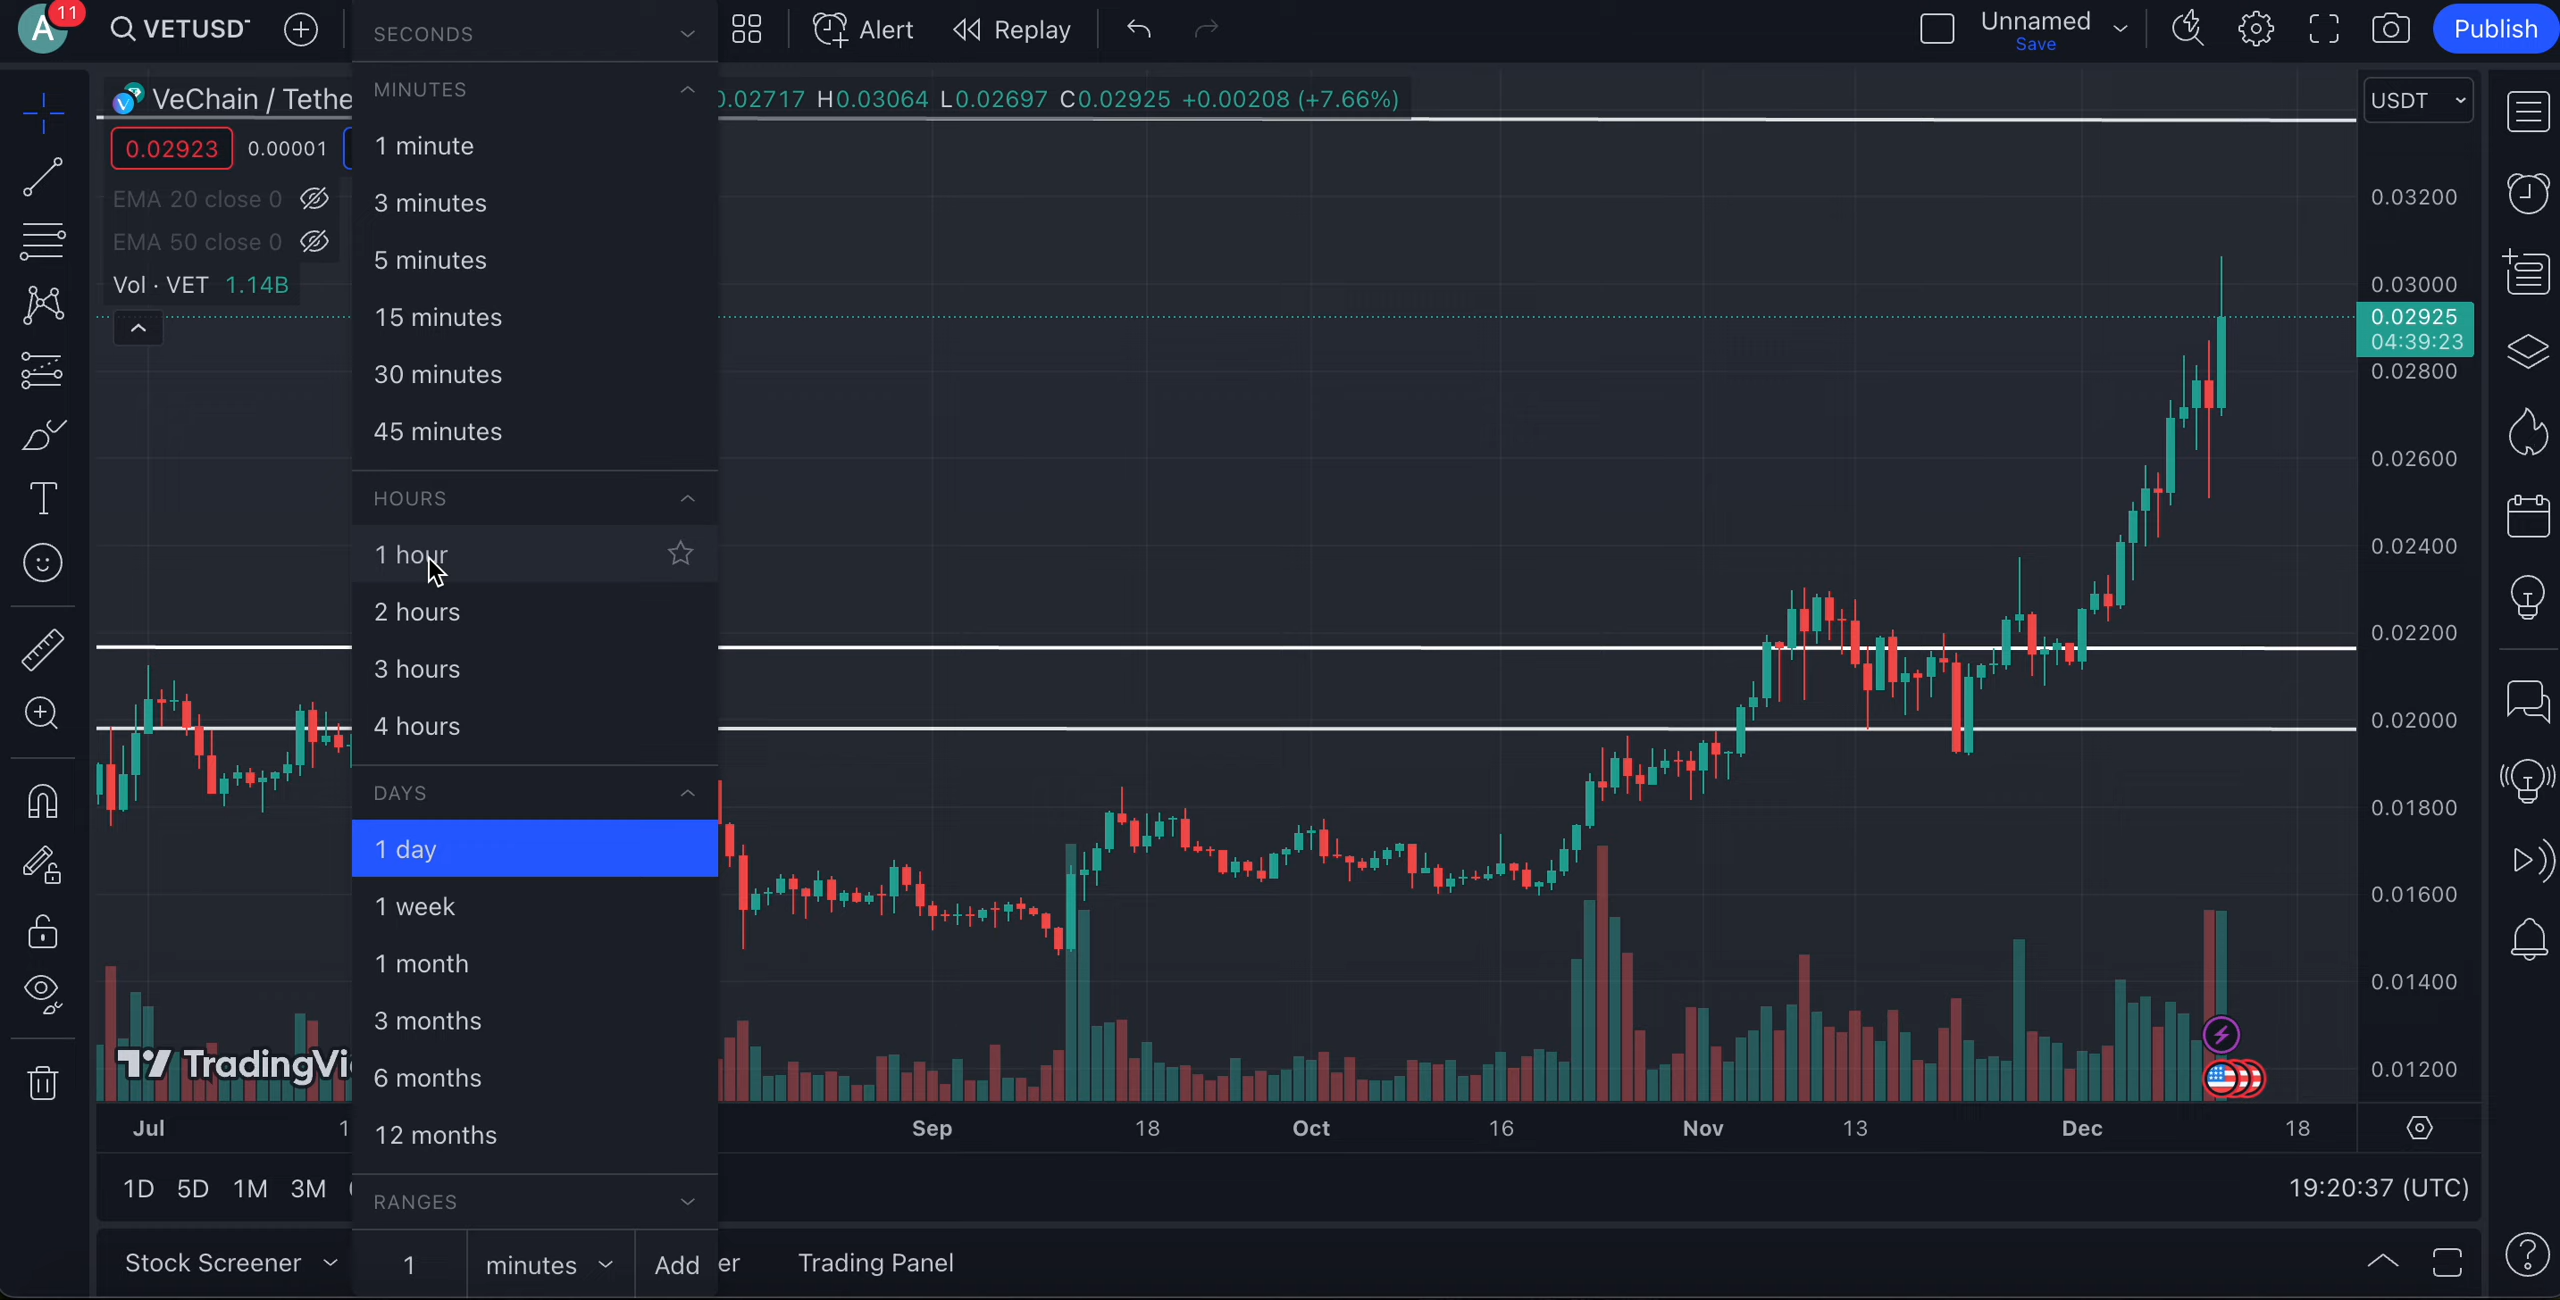 A
11
VETUSDT
Alert
Replay
Unnamed
Save
Publish
VeChain / Tethe
0.02717 H0.03064 L0.02697 C0.02925 +0.00208 (+7.66%)
USDT
0.02923
0.00001
EMA 20 close 0
EMA 50 close 0
Vol · VET 1.14B
SECONDS
MINUTES
1 minute
3 minutes
5 minutes
15 minutes
30 minutes
45 minutes
HOURS
1 hour
2 hours
3 hours
4 hours
DAYS
1 day
1 week
1 month
3 months
6 months
12 months
RANGES
1
minutes
Add
0.03200
0.03000
0.02925
04:39:23
0.02800
0.02600
0.02400
0.02200
0.02000
0.01800
0.01600
0.01400
0.01200
TradingVi
Jul
1
Sep
18
Oct
16
Nov
13
Dec
18
1D 5D 1M 3M
19:20:37 (UTC)
Stock Screener
er
Trading Panel